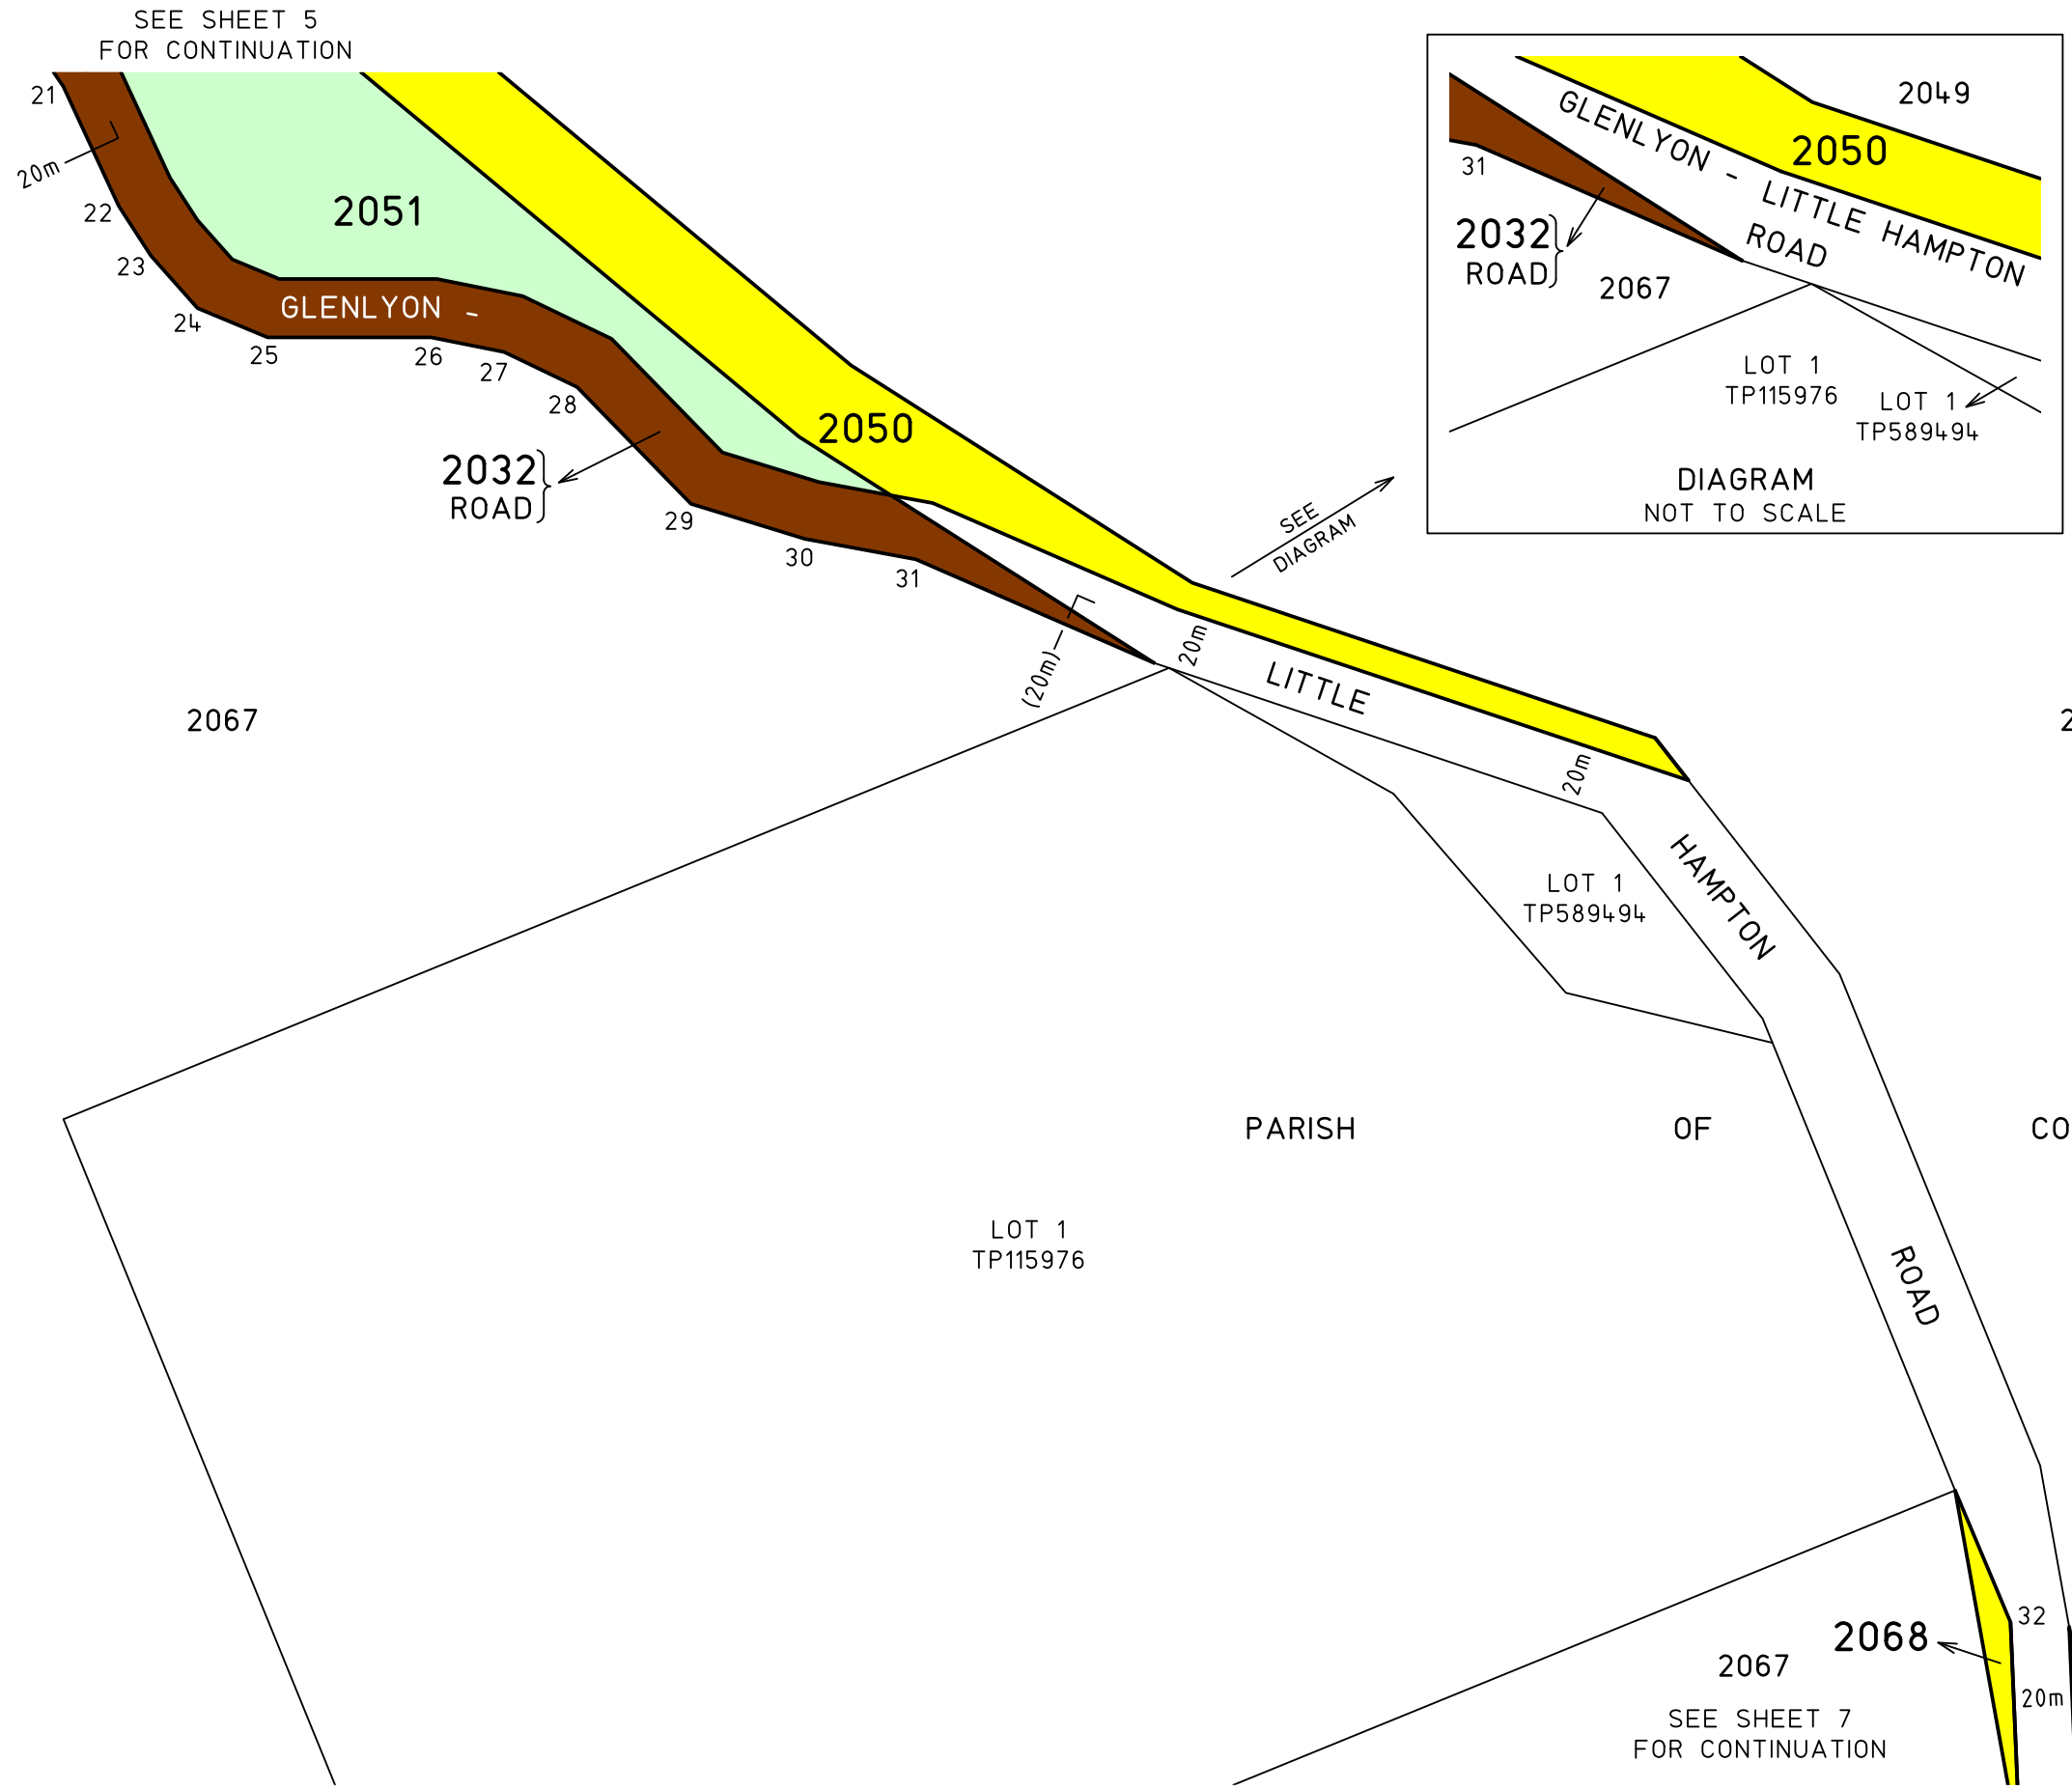 SEE SHEET 5
FOR CONTINUATION
21
20m
22
23
24
25
26
27
28
29
30
31
2051
GLENLYON -
2050
2032
ROAD
SEE
DIAGRAM
(20m)
20m
LITTLE
20m
HAMPTON
ROAD
2067
LOT 1
TP589494
PARISH OF CO
LOT 1
TP115976
32
2068
20m
2067
SEE SHEET 7
FOR CONTINUATION
2049
2050
GLENLYON - LITTLE HAMPTON
ROAD
31
2032
ROAD
2067
LOT 1
TP115976
LOT 1
TP589494
DIAGRAM
NOT TO SCALE